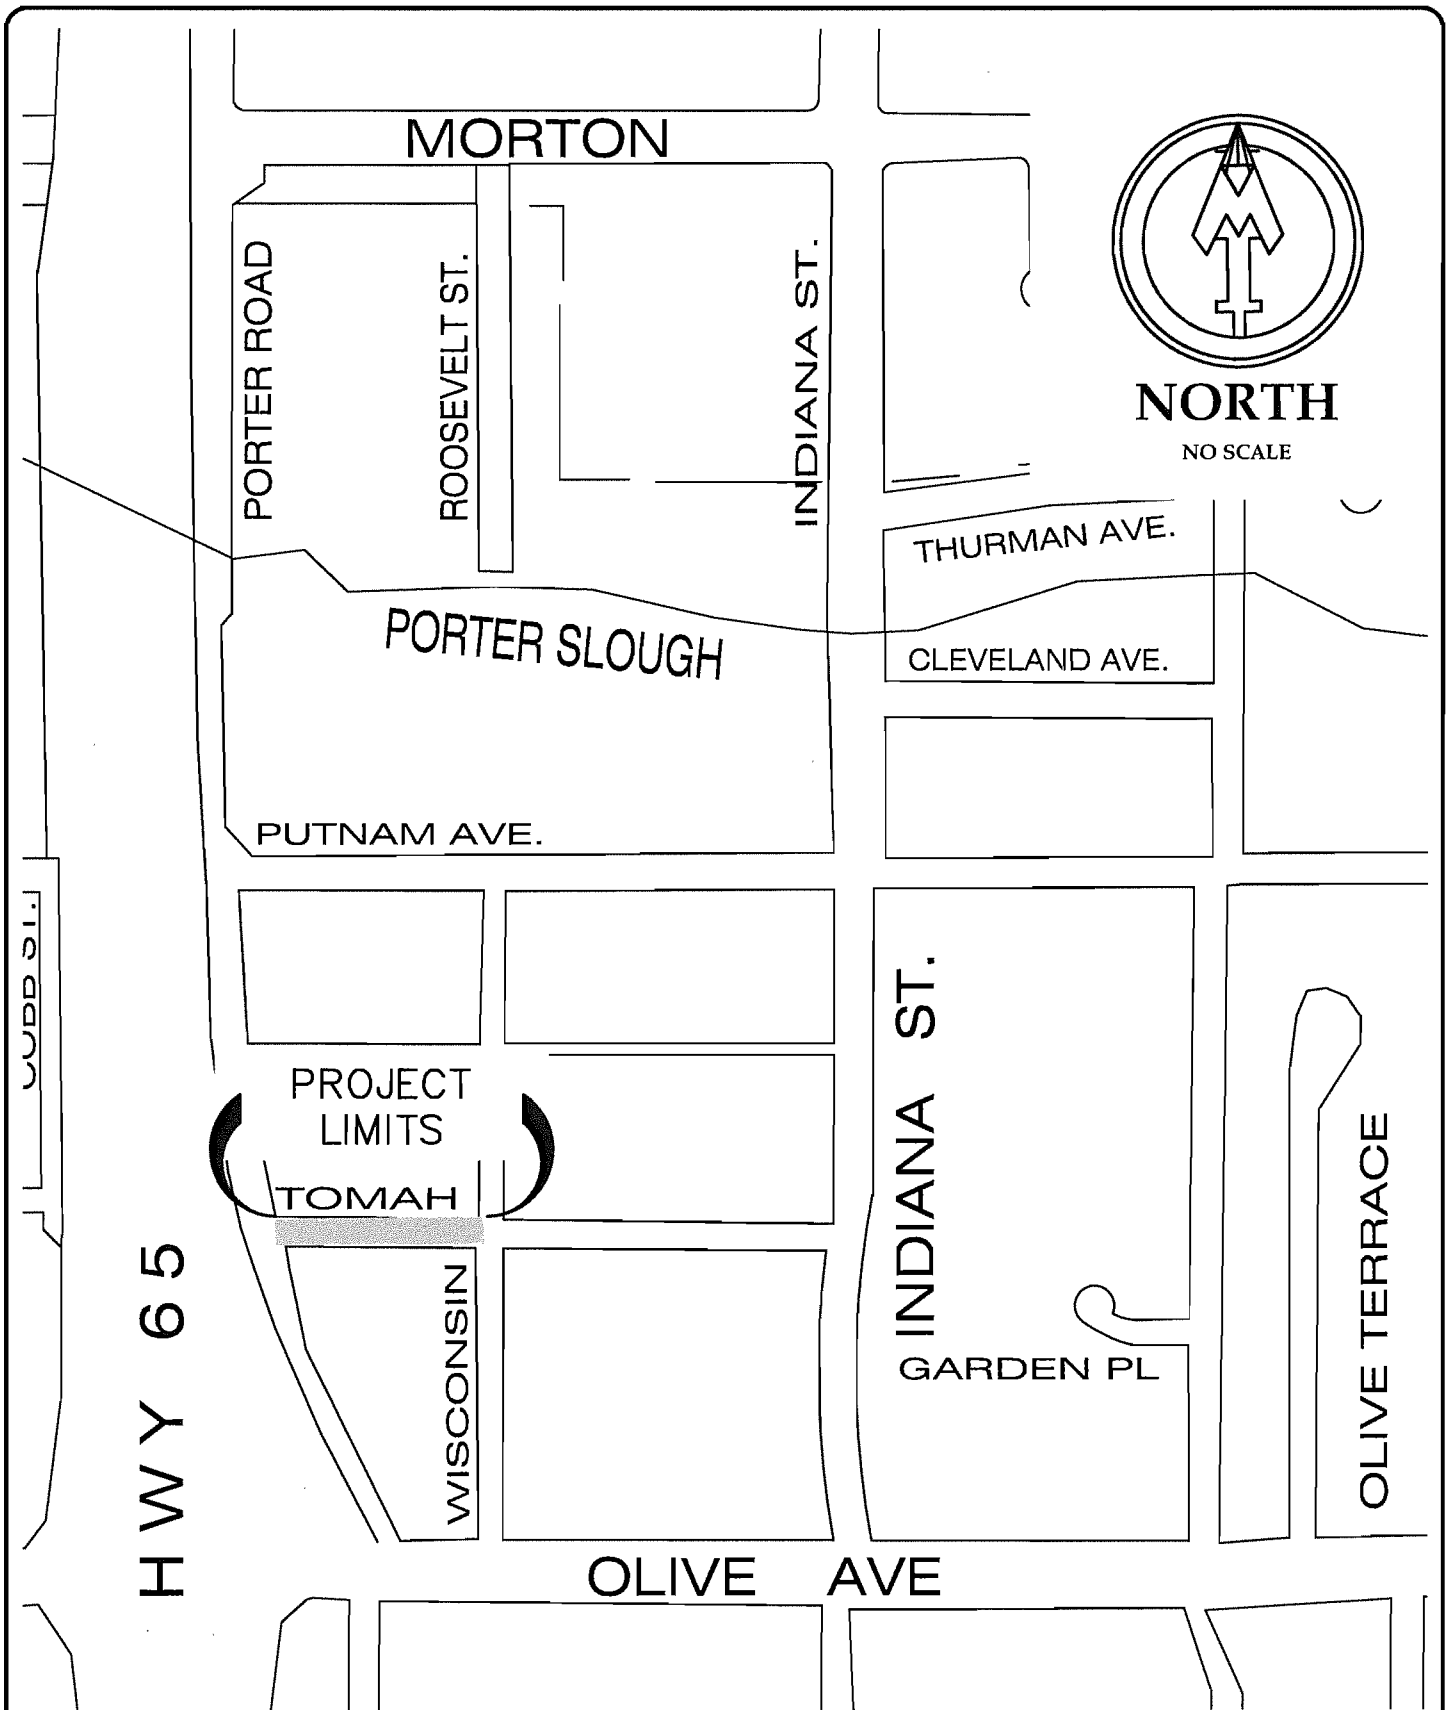 MORTON
PORTER ROAD
ROOSEVELT ST.
INDIANA ST.
NORTH
NO SCALE
THURMAN AVE.
PORTER SLOUGH
CLEVELAND AVE.
PUTNAM AVE.
INDIANA ST.
PROJECT
LIMITS
TOMAH
OLIVE TERRACE
HWY 65
WISCONSIN
GARDEN PL
OLIVE AVE